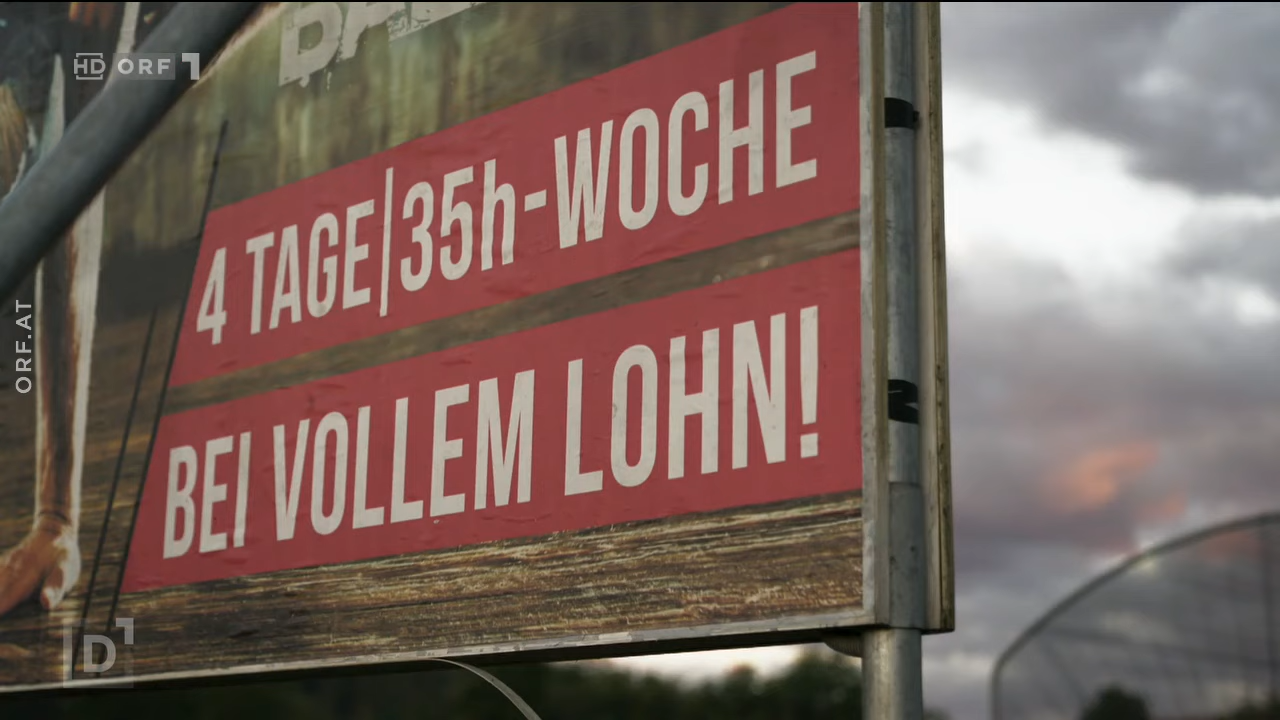 HD ORF 1
4 TAGE|35h-WOCHE
BEI VOLLEM LOHN!
ORF.AT
D1